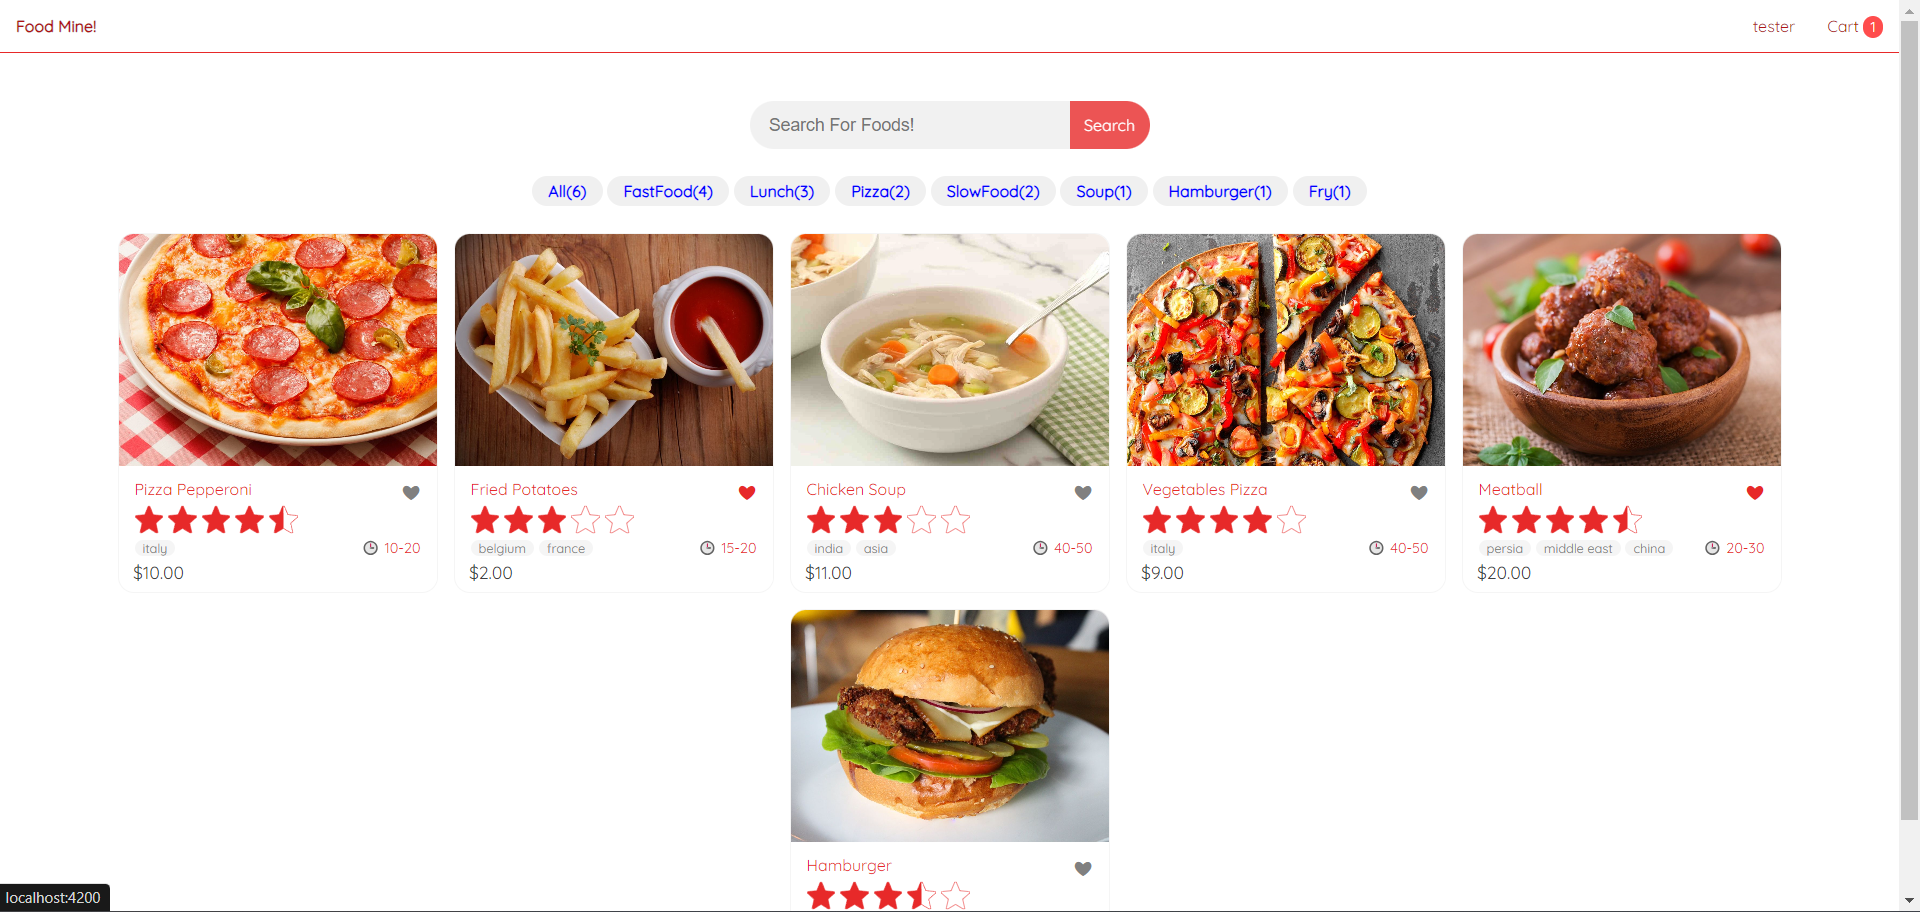 Food Mine!
tester
Cart 1
Search For Foods!
Search
All(6)
FastFood(4)
Lunch(3)
Pizza(2)
SlowFood(2)
Soup(1)
Hamburger(1)
Fry(1)
Pizza Pepperoni
italy
10-20
$10.00
Fried Potatoes
belgium
france
15-20
$2.00
Chicken Soup
india
asia
40-50
$11.00
Vegetables Pizza
italy
40-50
$9.00
Meatball
persia
middle east
china
20-30
$20.00
Hamburger
localhost:4200